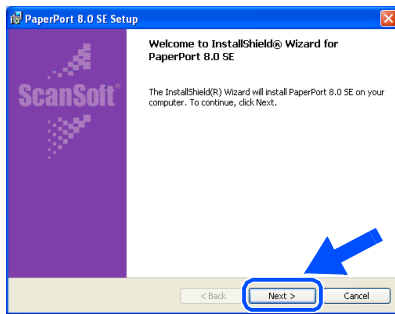 PaperPort 8.0 SE Setup
Welcome to InstallShield® Wizard for
PaperPort 8.0 SE
ScanSoft®
The InstallShield(R) Wizard will install PaperPort 8.0 SE on your
computer. To continue, click Next.
< Back Next > Cancel